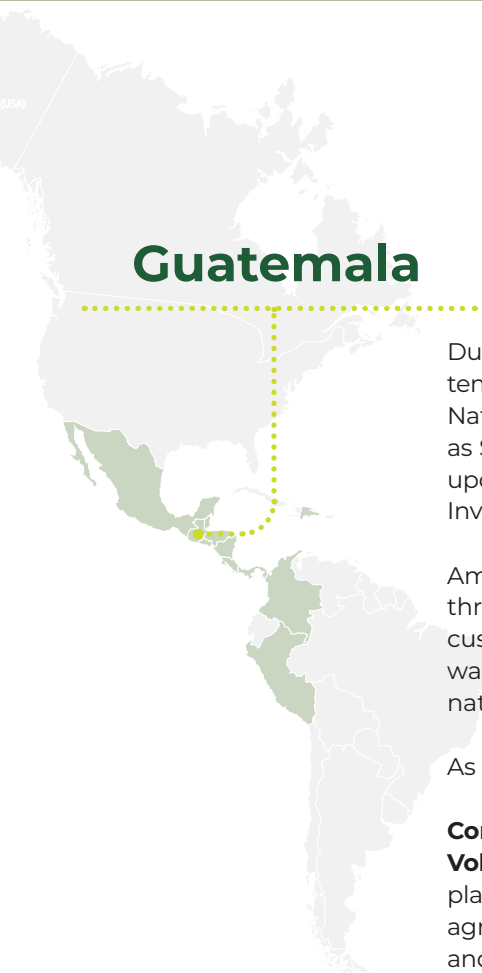 (USA)
Guatemala
Du
ten
Nat
as S
upo
Inv
Am
thr
cus
wa
nat
As
Cor
Vol
pla
agr
and